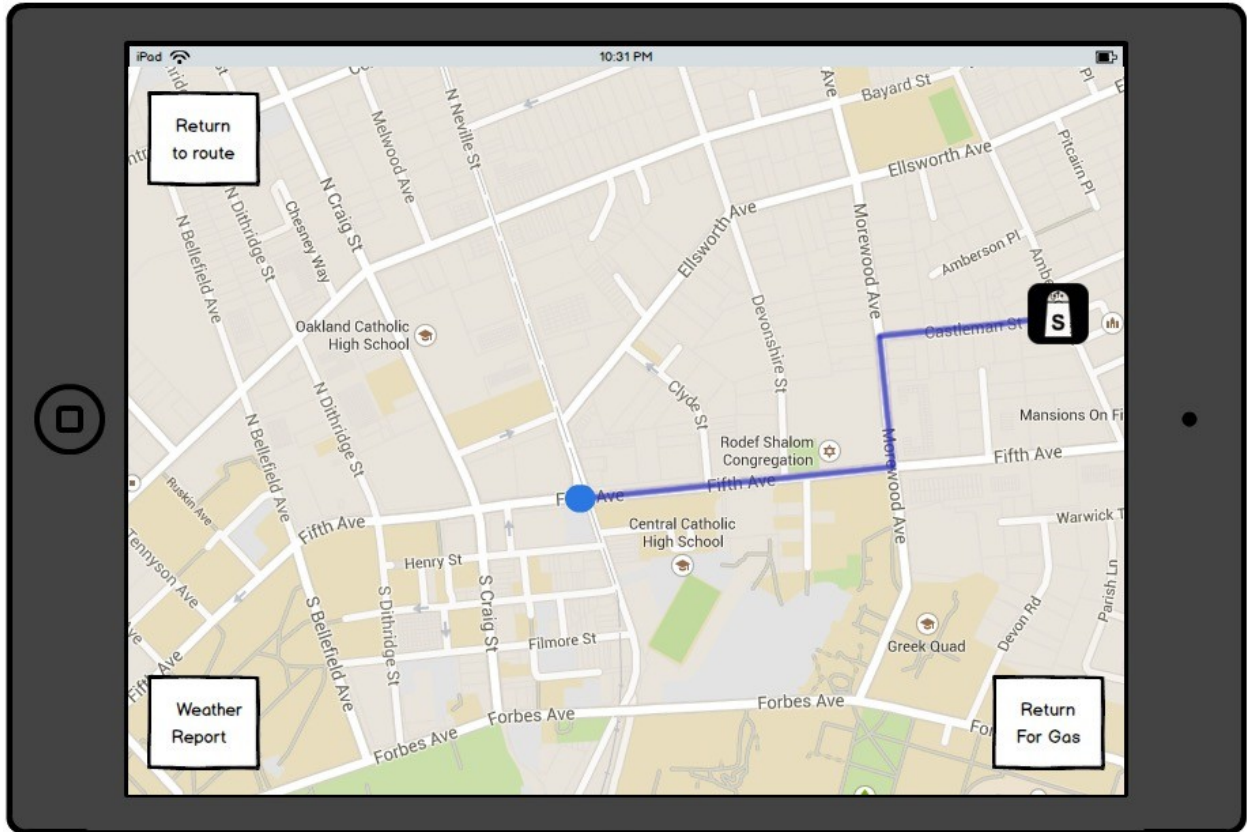 iPod
10:31 PM
Return
to route
N Neville St
Melwood Ave
N Craig St
Chesney Way
N Dithridge St
N Bellefield Ave
Ave
Bayard St
Pl
Ellsworth Ave
Pitcairn Pl
Ellsworth Ave
Morewood Ave
Amberson Pl
Oakland Catholic
High School
Devonshire St
Castleman St
S
Clyde St
N Dithridge St
N Bellefield Ave
Mansions On Fi
Rodef Shalom
Congregation
Morewood Ave
Fifth Ave
Fifth Ave
Ruskin Ave
Fifth Ave
Central Catholic
High School
Warwick T
Tennyson Ave
Henry St
S Craig St
S Dithridge St
S Bellefield Ave
Filmore St
Devon Rd
Parish Ln
Greek Quad
Weather
Report
Forbes Ave
Forbes Ave
Forbes Ave
Return
For Gas